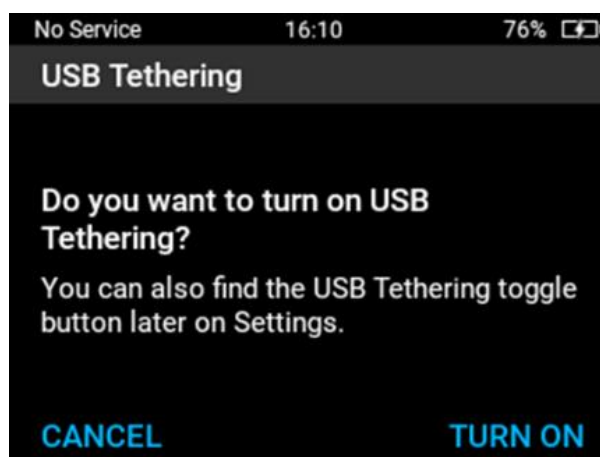 No Service 16:10 76%
USB Tethering
Do you want to turn on USB
Tethering?
You can also find the USB Tethering toggle
button later on Settings.
CANCEL TURN ON